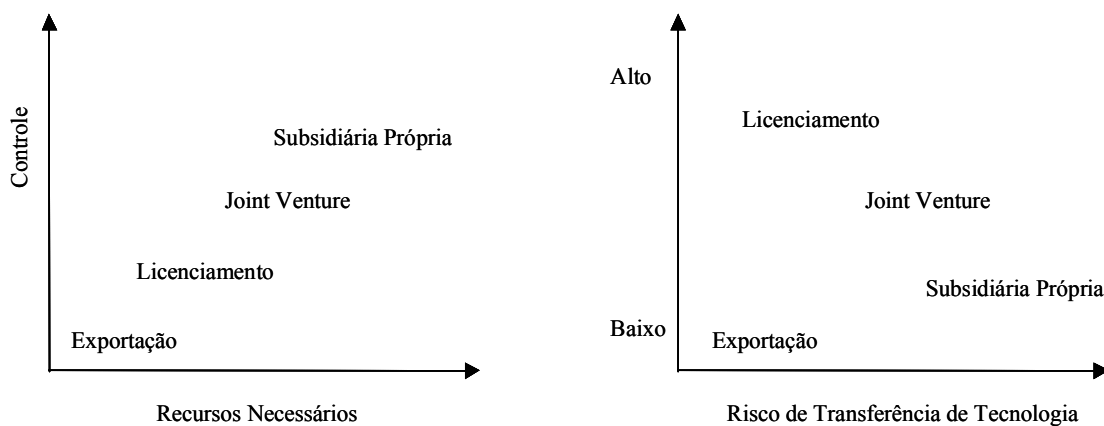 Controle
Subsidiária Própria
Joint Venture
Licenciamento
Exportação
Recursos Necessários
Alto
Licenciamento
Joint Venture
Subsidiária Própria
Baixo
Exportação
Risco de Transferência de Tecnologia